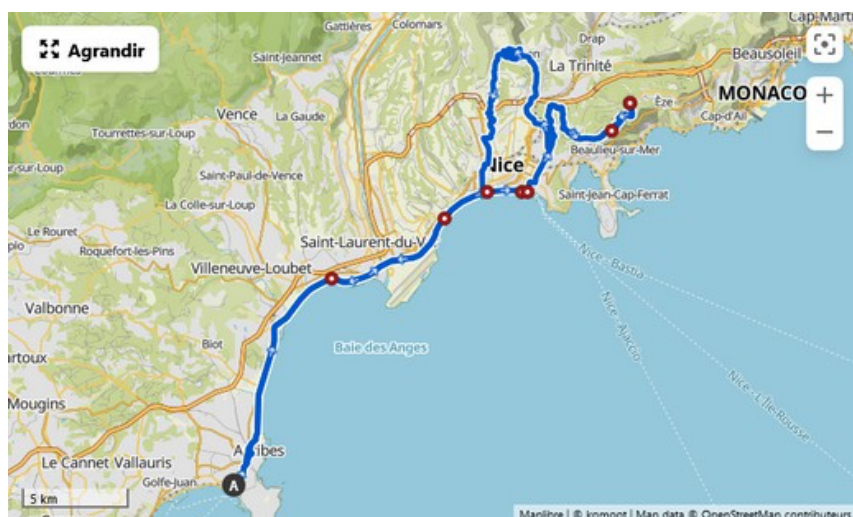 Gattières
Colomars
Cap-Mart
Agrandir
Saint-Jeannet
Drap
La Trinité
Beausoleil
MONACO
Vence
La Gaude
Èze
Cap-d'Ail
Tourrettes-sur-Loup
Beaulieu-sur-Mer
Nice
Saint-Paul-de-Vence
Saint-Jean-Cap-Ferrat
La Colle-sur-Loup
Le Rouret
Saint-Laurent-du-V
Roquefort-les-Pins
Villeneuve-Loubet
Nice - Bastia
Valbonne
Nice - Ajaccio
Biot
Baie des Anges
Nice - L'Île-Rousse
Mougins
Antibes
Le Cannet
Vallauris
Golfe-Juan
A
5 km
Maplibre | © komoot | Map data © OpenStreetMap contributeurs